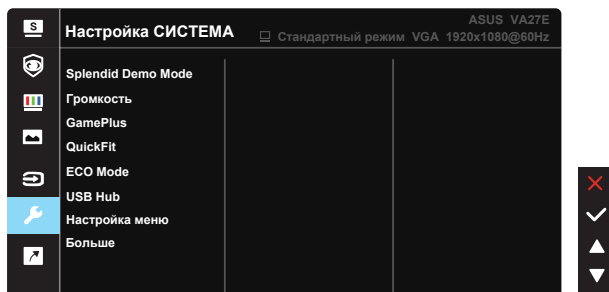 S
Настройка СИСТЕМА
ASUS VA27E
Стандартный режим VGA 1920x1080@60Hz
Splendid Demo Mode
Громкость
GamePlus
QuickFit
ECO Mode
USB Hub
Настройка меню
Больше